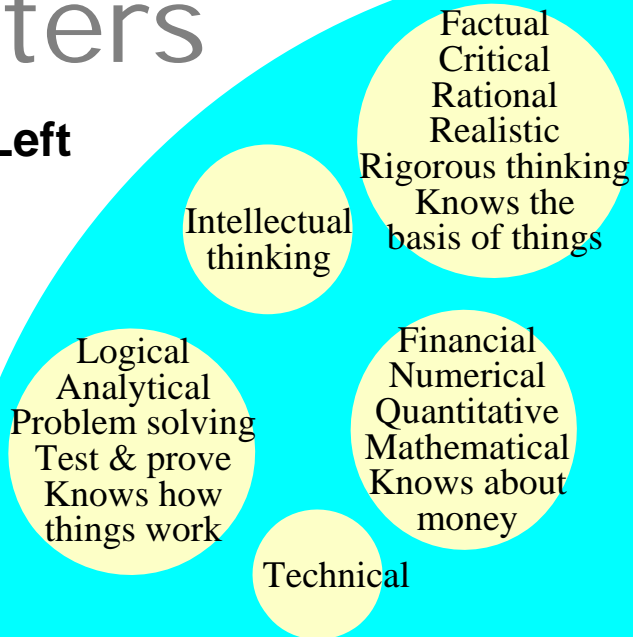 ters
Left
Factual
Critical
Rational
Realistic
Rigorous thinking
Knows the
basis of things
Intellectual
thinking
Logical
Analytical
Problem solving
Test & prove
Knows how
things work
Financial
Numerical
Quantitative
Mathematical
Knows about
money
Technical